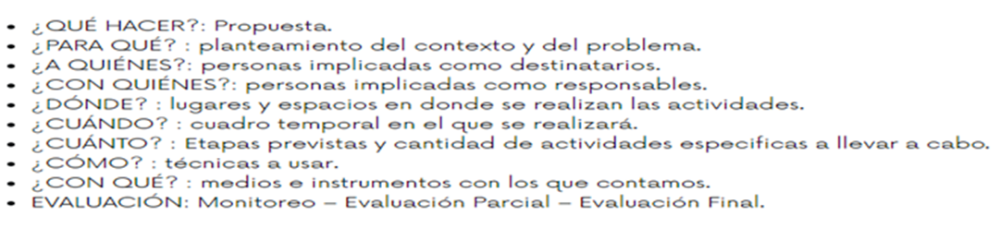 • ¿QUÉ HACER?: Propuesta.
• ¿PARA QUÉ? : planteamiento del contexto y del problema.
• ¿A QUIÉNES?: personas implicadas como destinatarios.
• ¿CON QUIÉNES?: personas implicadas como responsables.
• ¿DÓNDE? : lugares y espacios en donde se realizan las actividades.
• ¿CUÁNDO? : cuadro temporal en el que se realizará.
• ¿CUÁNTO? : Etapas previstas y cantidad de actividades especificas a llevar a cabo.
• ¿CÓMO? : técnicas a usar.
• ¿CON QUÉ? : medios e instrumentos con los que contamos.
• EVALUACIÓN: Monitoreo – Evaluación Parcial – Evaluación Final.